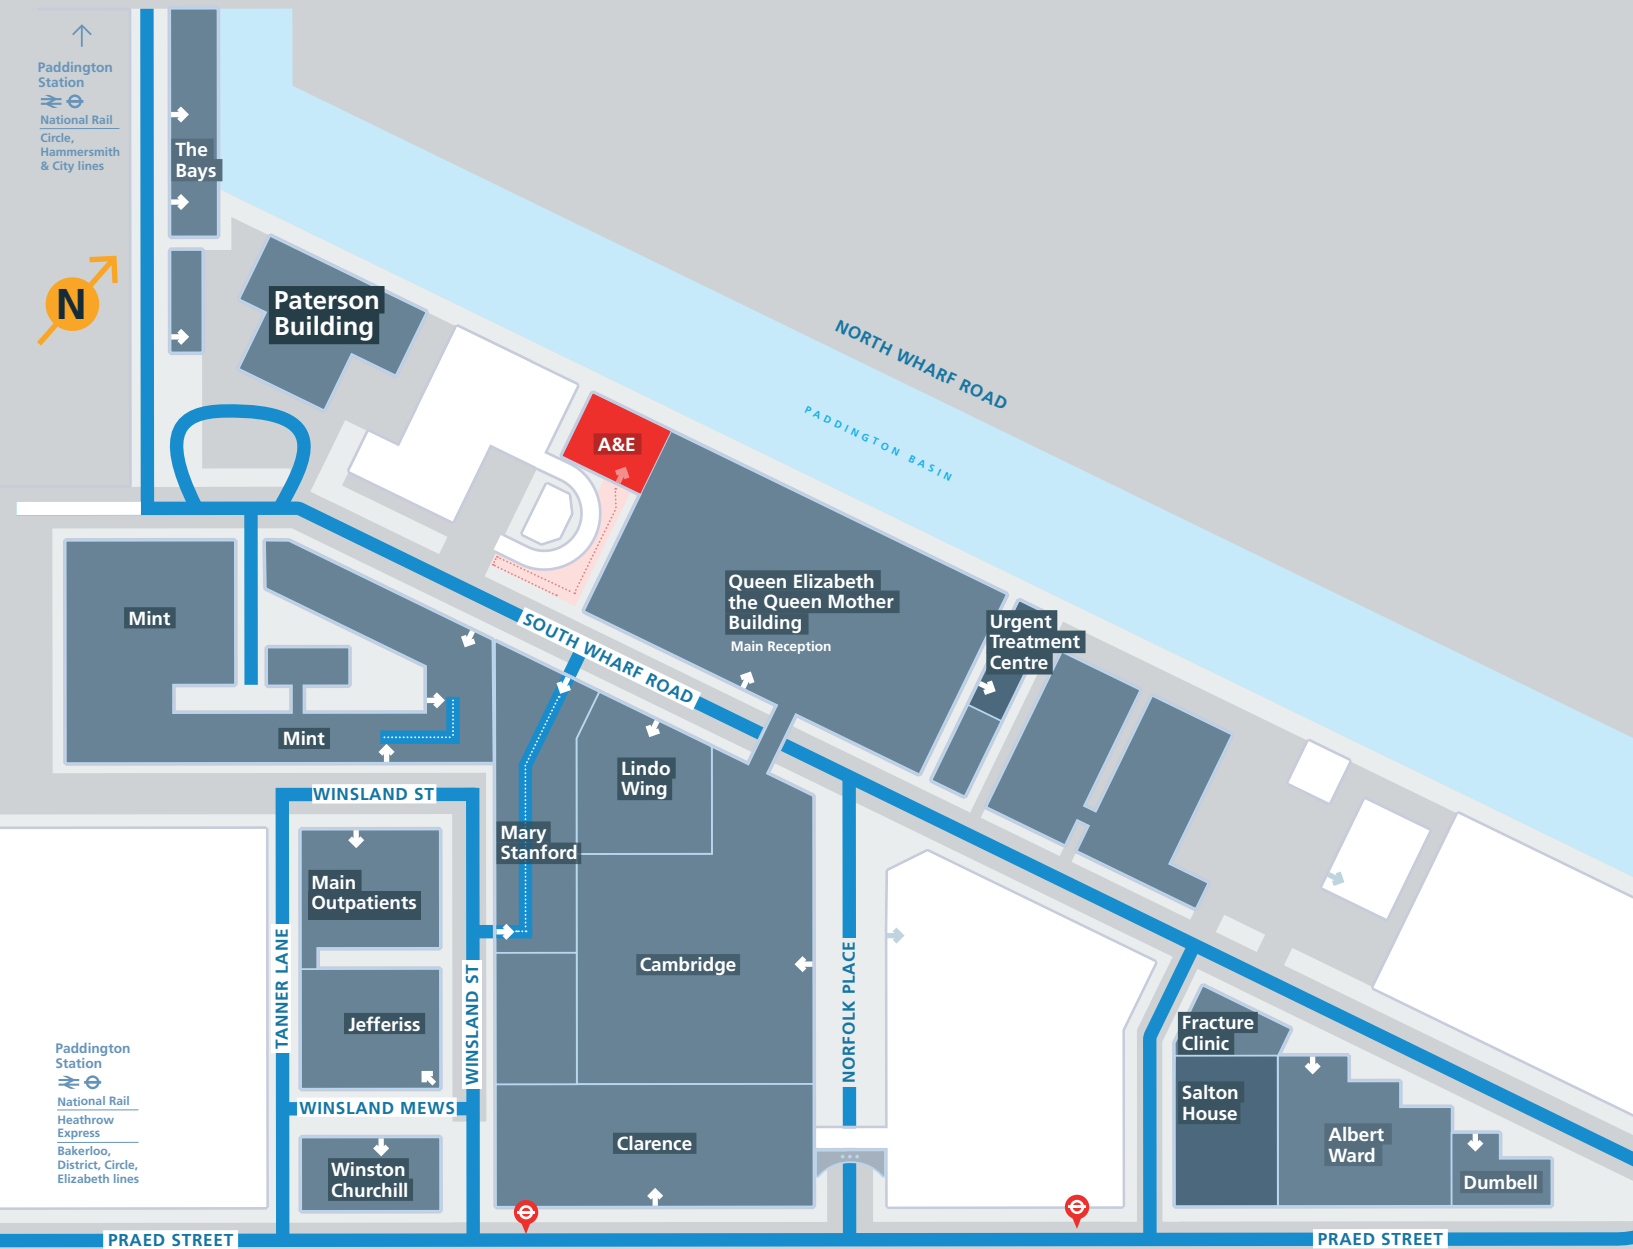 Paddington
Station
National Rail
Circle,
Hammersmith
& City lines
The
Bays
N
Paterson
Building
NORTH WHARF ROAD
PADDINGTON BASIN
A&E
Queen Elizabeth
the Queen Mother
Building
Main Reception
Urgent
Treatment
Centre
SOUTH WHARF ROAD
Mint
Mint
Lindo
Wing
WINSLAND ST
Mary
Stanford
Main
Outpatients
TANNER LANE
WINSLAND ST
Cambridge
NORFOLK PLACE
Jefferiss
Fracture
Clinic
Paddington
Station
National Rail
Heathrow
Express
Bakerloo,
District, Circle,
Elizabeth lines
WINSLAND MEWS
Salton
House
Clarence
Albert
Ward
Winston
Churchill
Dumbell
PRAED STREET
PRAED STREET